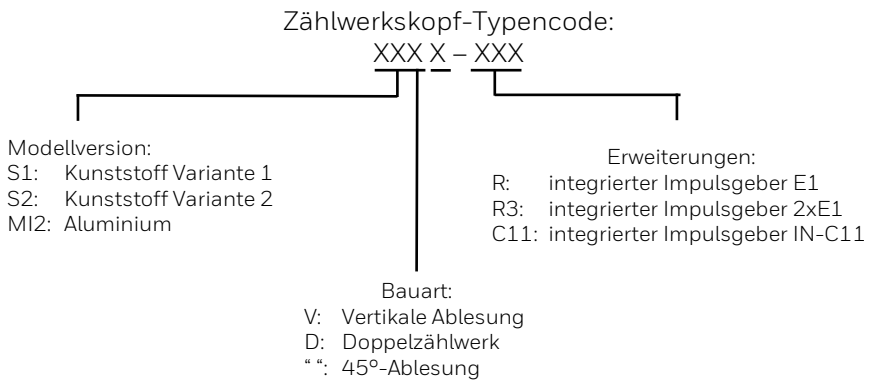 Zählwerkskopf-Typencode:
XXX X – XXX
Modellversion:
S1: Kunststoff Variante 1
S2: Kunststoff Variante 2
MI2: Aluminium
Erweiterungen:
R: integrierter Impulsgeber E1
R3: integrierter Impulsgeber 2xE1
C11: integrierter Impulsgeber IN-C11
Bauart:
V: Vertikale Ablesung
D: Doppelzählwerk
“ “: 45°-Ablesung